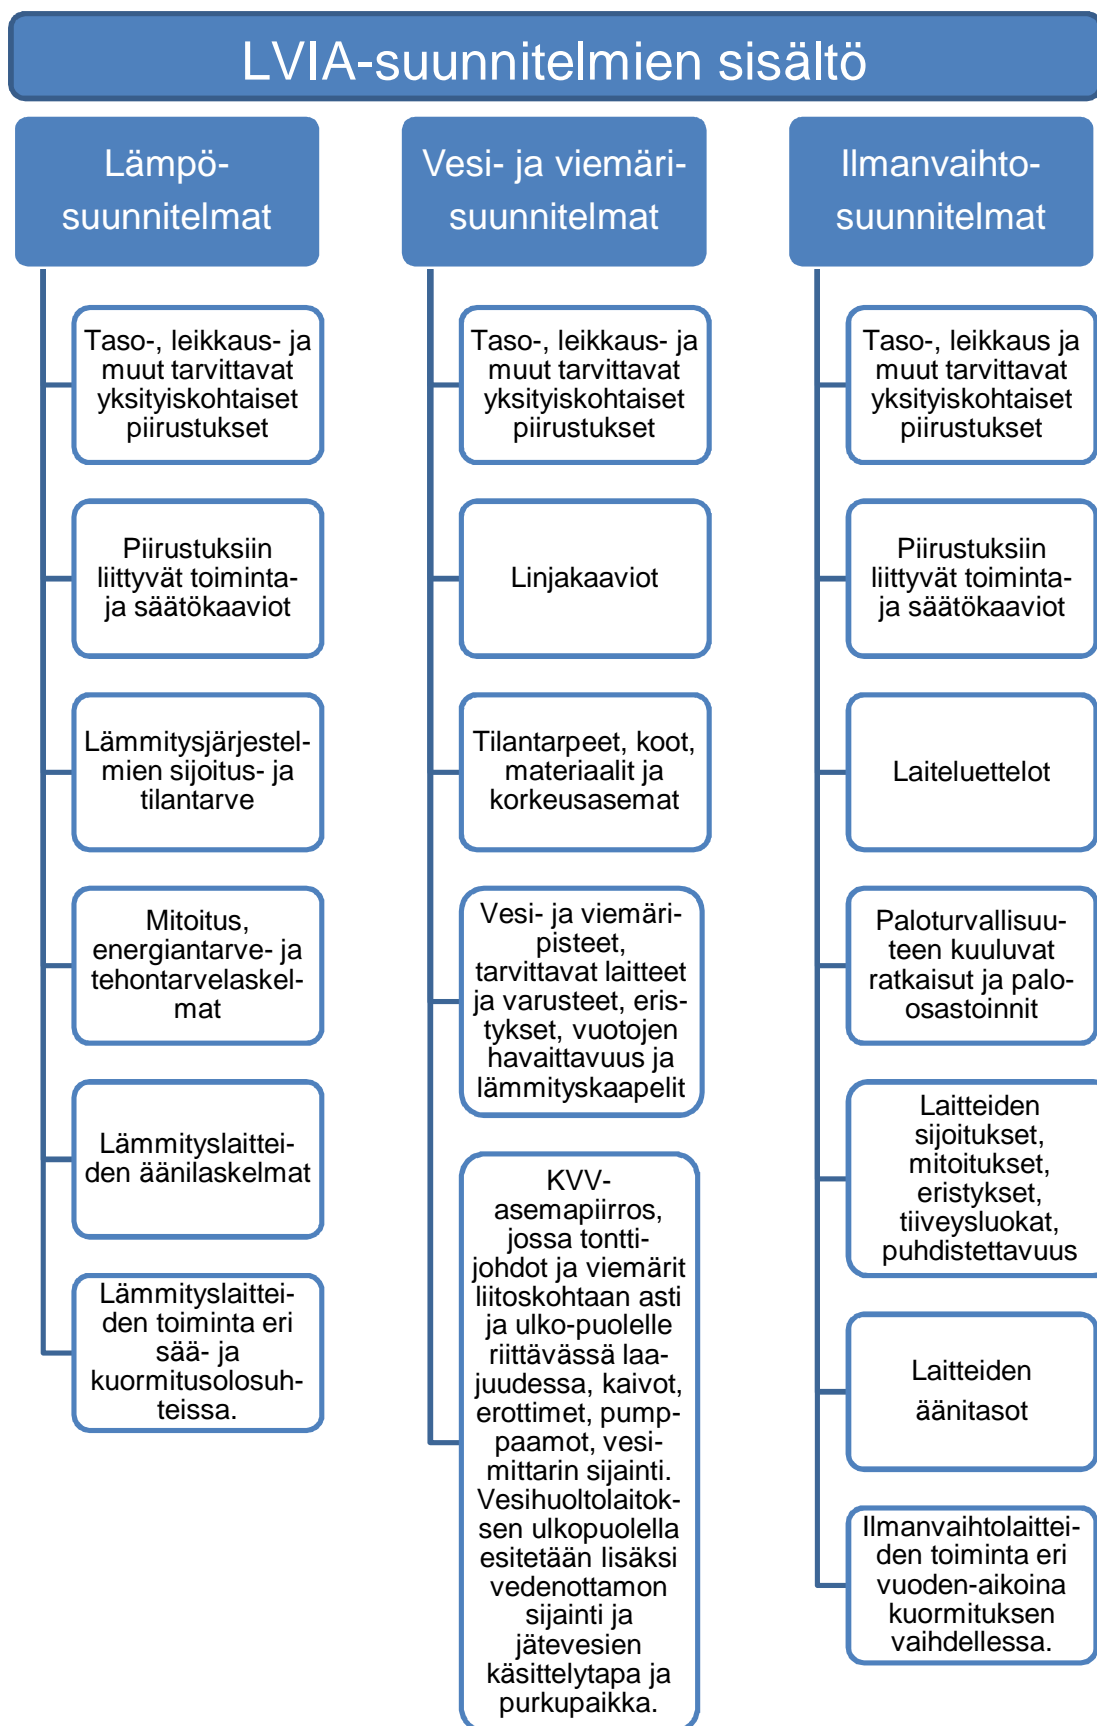 LVIA-suunnitelmien sisältö
Lämpö-
suunnitelmat
Taso-, leikkaus- ja
muut tarvittavat
yksityiskohtaiset
piirustukset
Piirustuksiin
liittyvät toiminta-
ja säätökaaviot
Lämmitysjärjestel-
mien sijoitus- ja
tilantarve
Mitoitus,
energiantarve- ja
tehontarvelaskel-
mat
Lämmityslaittei-
den äänilaskelmat
Lämmityslaittei-
den toiminta eri
sää- ja
kuormitusolosuh-
teissa.
Vesi- ja viemäri-
suunnitelmat
Taso-, leikkaus- ja
muut tarvittavat
yksityiskohtaiset
piirustukset
Linjakaaviot
Tilantarpeet, koot,
materiaalit ja
korkeusasemat
Vesi- ja viemäri-
pisteet,
tarvittavat laitteet
ja varusteet, eris-
tykset, vuotojen
havaittavuus ja
lämmityskaapelit
KVV-
asemapiirros,
jossa tontti-
johdot ja viemärit
liitoskohtaan asti
ja ulko-puolelle
riittävässä laa-
juudessa, kaivot,
erottimet, pump-
paamot, vesi-
mittarin sijainti.
Vesihuoltolaitok-
sen ulkopuolella
esitetään lisäksi
vedenottamon
sijainti ja
jätevesien
käsittelytapa ja
purkupaikka.
Ilmanvaihto-
suunnitelmat
Taso-, leikkaus ja
muut tarvittavat
yksityiskohtaiset
piirustukset
Piirustuksiin
liittyvät toiminta-
ja säätökaaviot
Laiteluettelot
Paloturvallisuu-
teen kuuluvat
ratkaisut ja palo-
osastoinnit
Laitteiden
sijoitukset,
mitoitukset,
eristykset,
tiiveysluokat,
puhdistettavuus
Laitteiden
äänitasot
Ilmanvaihtolaittei-
den toiminta eri
vuoden-aikoina
kuormituksen
vaihdellessa.